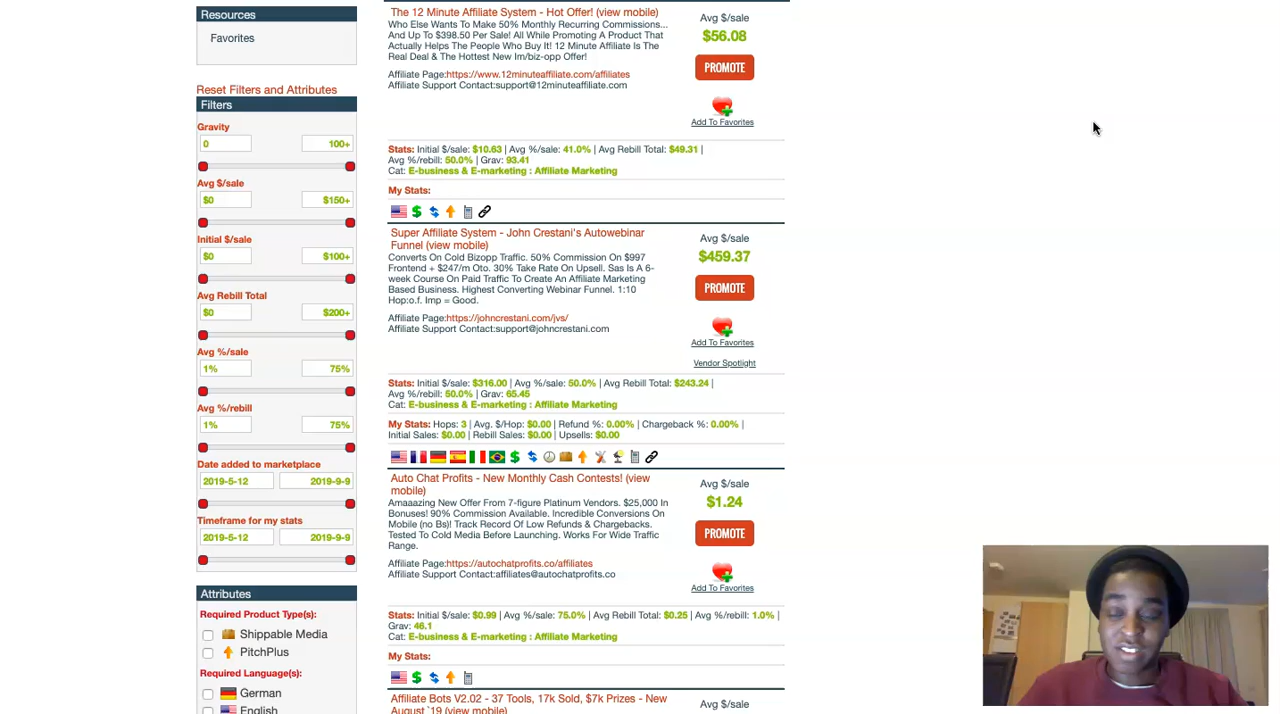 Resources
Favorites
Reset Filters and Attributes
Filters
Gravity
0
100+
Avg $/sale
$0
$150+
Initial $/sale
$0
$100+
Avg Rebill Total
$0
$200+
Avg %/sale
1%
75%
Avg %/rebill
1%
75%
Date added to marketplace
2019-5-12
2019-9-9
Timeframe for my stats
2019-5-12
2019-9-9
Attributes
Required Product Type(s):
Shippable Media
PitchPlus
Required Language(s):
German
English
The 12 Minute Affiliate System - Hot Offer! (view mobile)
Who Else Wants To Make 50% Monthly Recurring Commissions...
And Up To $398.50 Per Sale! All While Promoting A Product That
Actually Helps The People Who Buy It! 12 Minute Affiliate Is The
Real Deal & The Hottest New Im/biz-opp Offer!
Affiliate Page:https://www.12minuteaffiliate.com/affiliates
Affiliate Support Contact:support@12minuteaffiliate.com
Avg $/sale
$56.08
PROMOTE
Add To Favorites
Stats: Initial $/sale: $10.63 | Avg %/sale: 41.0% | Avg Rebill Total: $49.31 |
Avg %/rebill: 50.0% | Grav: 93.41
Cat: E-business & E-marketing : Affiliate Marketing
My Stats:
Super Affiliate System - John Crestani's Autowebinar
Funnel (view mobile)
Converts On Cold Bizopp Traffic. 50% Commission On $997
Frontend + $247/m Oto. 30% Take Rate On Upsell. Sas Is A 6-
week Course On Paid Traffic To Create An Affiliate Marketing
Based Business. Highest Converting Webinar Funnel. 1:10
Hop:o.f. Imp = Good.
Affiliate Page:https://johncrestani.com/jvs/
Affiliate Support Contact:support@johncrestani.com
Avg $/sale
$459.37
PROMOTE
Add To Favorites
Vendor Spotlight
Stats: Initial $/sale: $316.00 | Avg %/sale: 50.0% | Avg Rebill Total: $243.24 |
Avg %/rebill: 50.0% | Grav: 65.45
Cat: E-business & E-marketing : Affiliate Marketing
My Stats: Hops: 3 | Avg. $/Hop: $0.00 | Refund %: 0.00% | Chargeback %: 0.00% |
Initial Sales: $0.00 | Rebill Sales: $0.00 | Upsells: $0.00
Auto Chat Profits - New Monthly Cash Contests! (view
mobile)
Amaaazing New Offer From 7-figure Platinum Vendors. $25,000 In
Bonuses! 90% Commission Available. Incredible Conversions On
Mobile (no Bs)! Track Record Of Low Refunds & Chargebacks.
Tested To Cold Media Before Launching. Works For Wide Traffic
Range.
Affiliate Page:https://autochatprofits.co/affiliates
Affiliate Support Contact:affiliates@autochatprofits.co
Avg $/sale
$1.24
PROMOTE
Add To Favorites
Stats: Initial $/sale: $0.99 | Avg %/sale: 75.0% | Avg Rebill Total: $0.25 | Avg %/rebill: 1.0% |
Grav: 46.1
Cat: E-business & E-marketing : Affiliate Marketing
My Stats:
Affiliate Bots V2.02 - 37 Tools, 17k Sold, $7k Prizes - New
August `19 (view mobile)
Avg $/sale